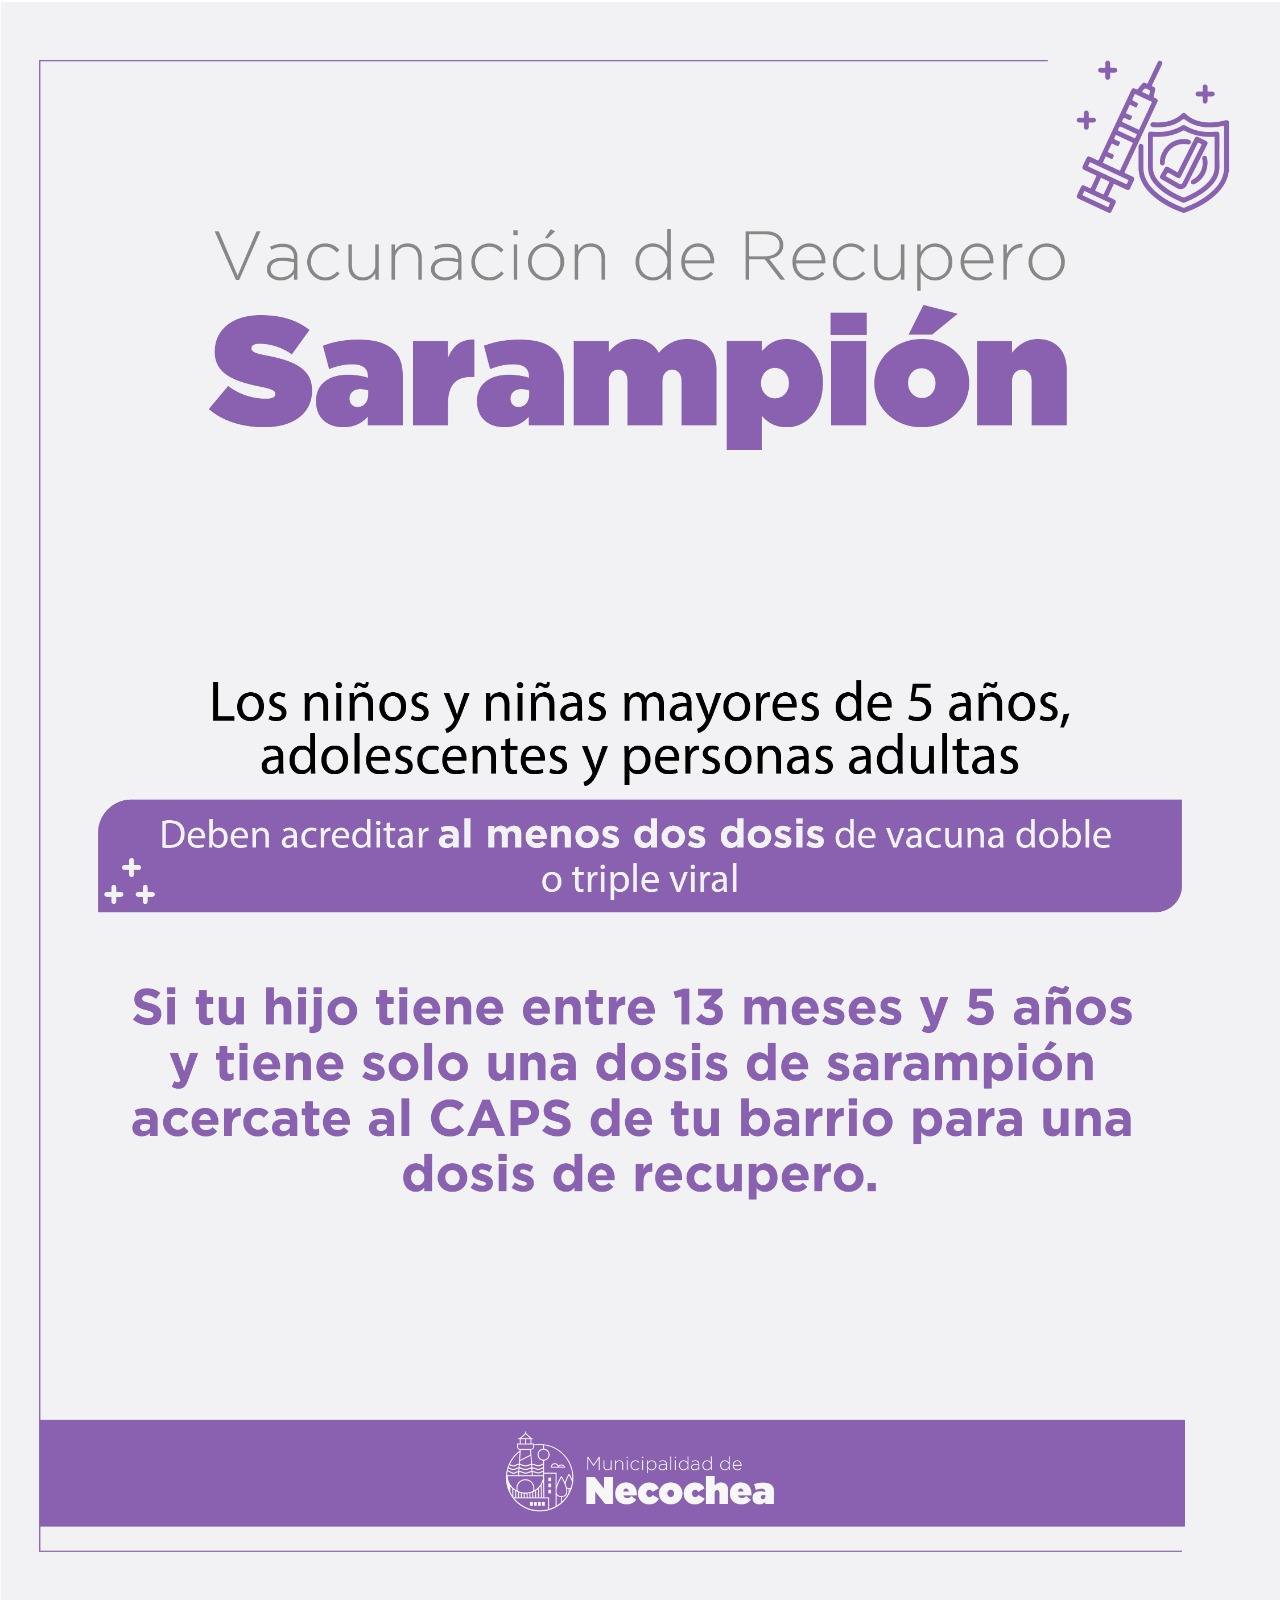 Vacunación de Recupero
Sarampión
Los niños y niñas mayores de 5 años,
adolescentes y personas adultas
Deben acreditar al menos dos dosis de vacuna doble
o triple viral
Si tu hijo tiene entre 13 meses y 5 años
y tiene solo una dosis de sarampión
acercate al CAPS de tu barrio para una
dosis de recupero.
Municipalidad de
Necochea